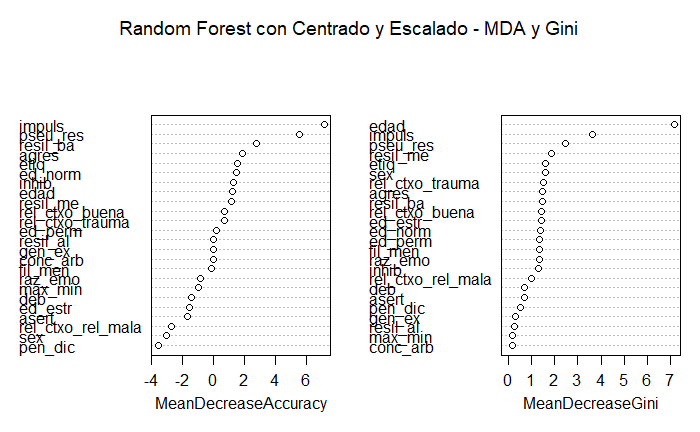 Random Forest con Centrado y Escalado - MDA y Gini
impuls
pseu_res
resil_ba
agres
etiq
ed_norm
inhib
edad
resil_me
rel_ctxo_buena
rel_ctxo_trauma
ed_perm
resil_al
gen_ex
conc_arb
fil_men
raz_emo
max_min
deb
ed_estr
asert
rel_ctxo_rel_mala
sex
pen_dic
-4 -2 0 2 4 6
MeanDecreaseAccuracy
edad
impuls
pseu_res
resil_me
etiq
sex
rel_ctxo_trauma
agres
resil_ba
rel_ctxo_buena
ed_estr
ed_norm
ed_perm
fil_men
raz_emo
inhib
rel_ctxo_rel_mala
deb
asert
pen_dic
gen_ex
resil_al
max_min
conc_arb
0 1 2 3 4 5 6 7
MeanDecreaseGini